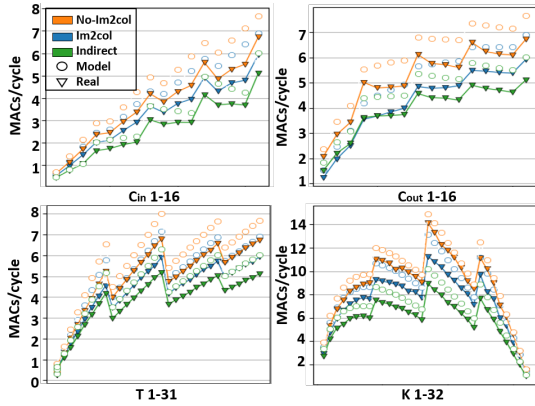 No-Im2col
Im2col
Indirect
Model
Real
MACs/cycle
8
7
6
5
4
3
2
1
Cin 1-16
MACs/cycle
8
7
6
5
4
3
2
1
Cout 1-16
MACs/cycle
8
7
6
5
4
3
2
1
0
T 1-31
MACs/cycle
14
12
10
8
6
4
2
K 1-32